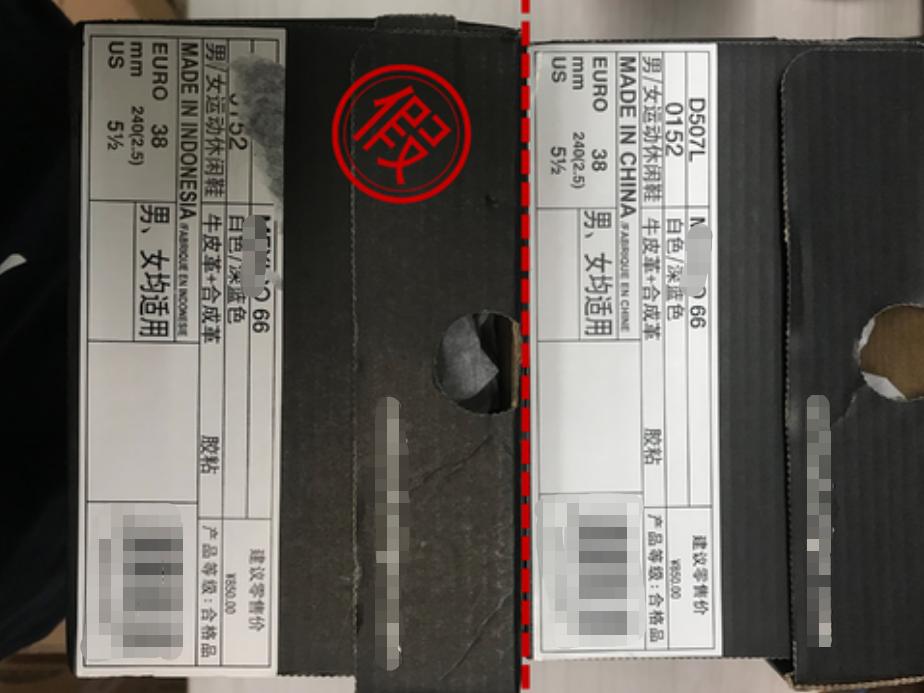 假
52
66
男/女运动休闲鞋
白色/深蓝色
牛皮革+合成革
胶粘
MADE IN INDONESIA /FABRIQUE EN INDONESIE
EURO 38
mm 240(2.5)
US 5½
男、女均适用
建议零售价
¥850.00
产品等级:合格品
D507L
0152
66
男/女运动休闲鞋
白色/深蓝色
牛皮革+合成革
胶粘
MADE IN CHINA /FABRIQUE EN CHINE
EURO 38
mm 240(2.5)
US 5½
男、女均适用
建议零售价
¥850.00
产品等级:合格品